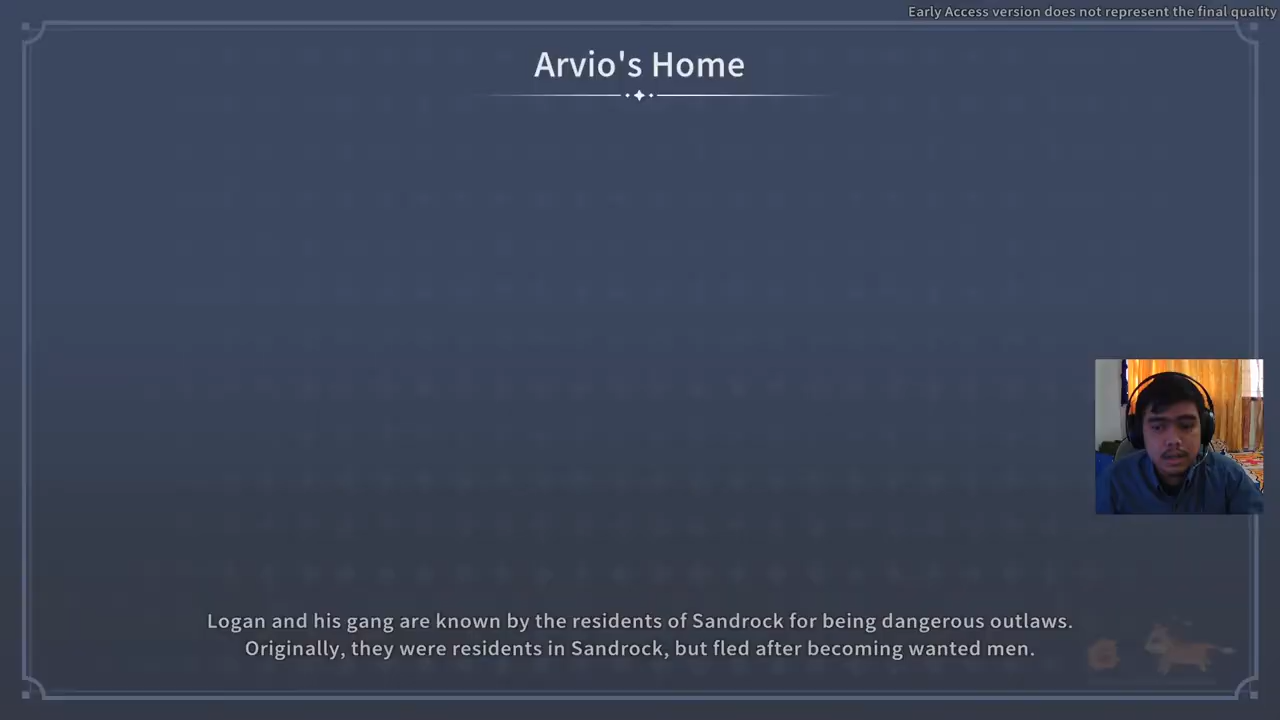 Early Access version does not represent the final quality
Arvio's Home
Logan and his gang are known by the residents of Sandrock for being dangerous outlaws.
Originally, they were residents in Sandrock, but fled after becoming wanted men.